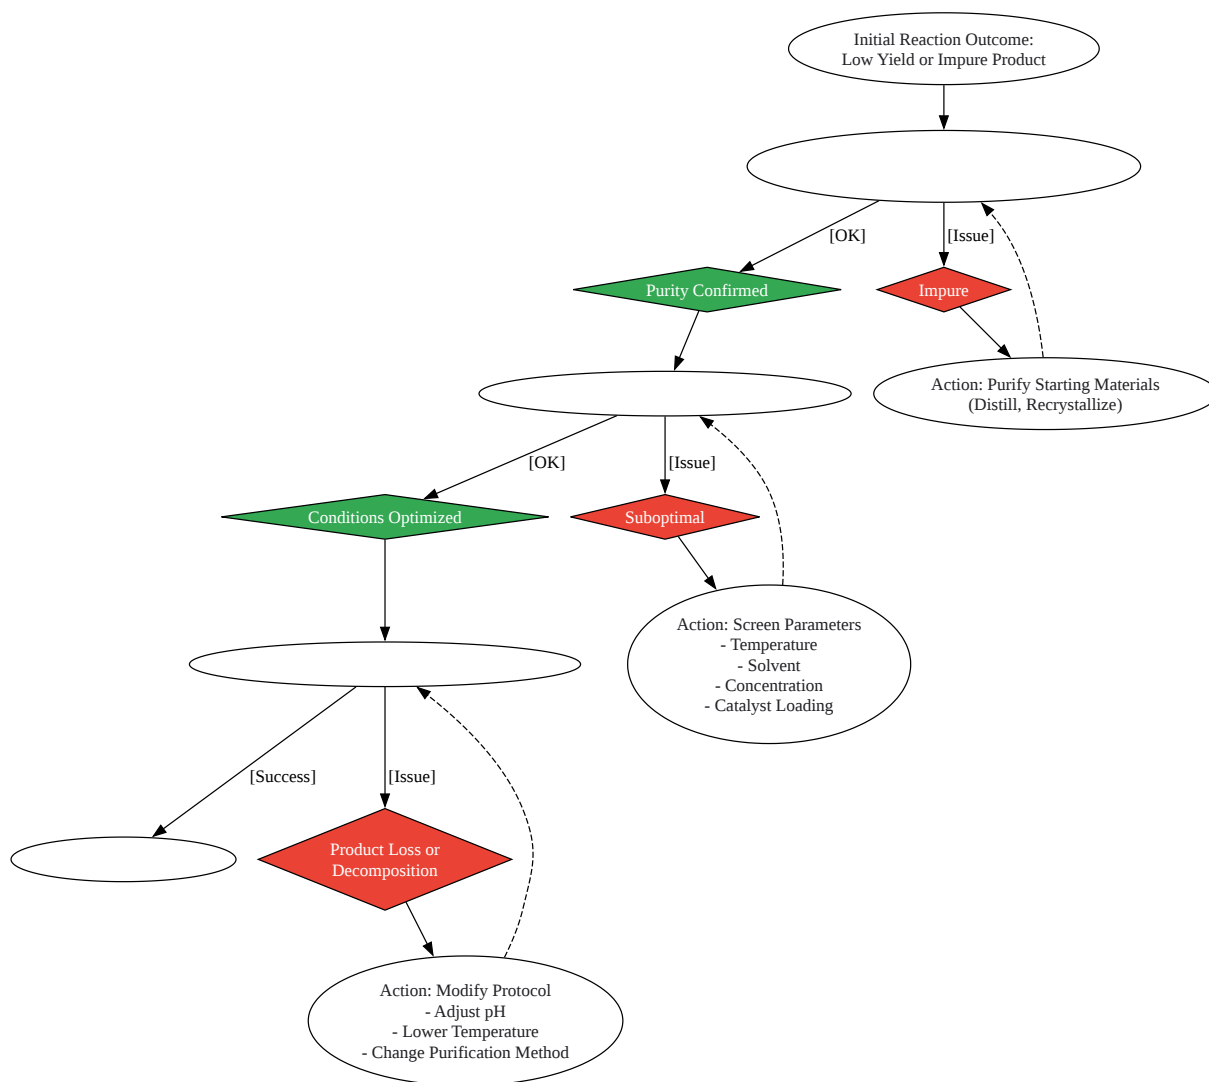 Initial Reaction Outcome:
Low Yield or Impure Product
[OK]
[Issue]
Purity Confirmed
Impure
Action: Purify Starting Materials
(Distill, Recrystallize)
[OK]
[Issue]
Conditions Optimized
Suboptimal
Action: Screen Parameters
- Temperature
- Solvent
- Concentration
- Catalyst Loading
[Success]
[Issue]
Product Loss or
Decomposition
Action: Modify Protocol
- Adjust pH
- Lower Temperature
- Change Purification Method